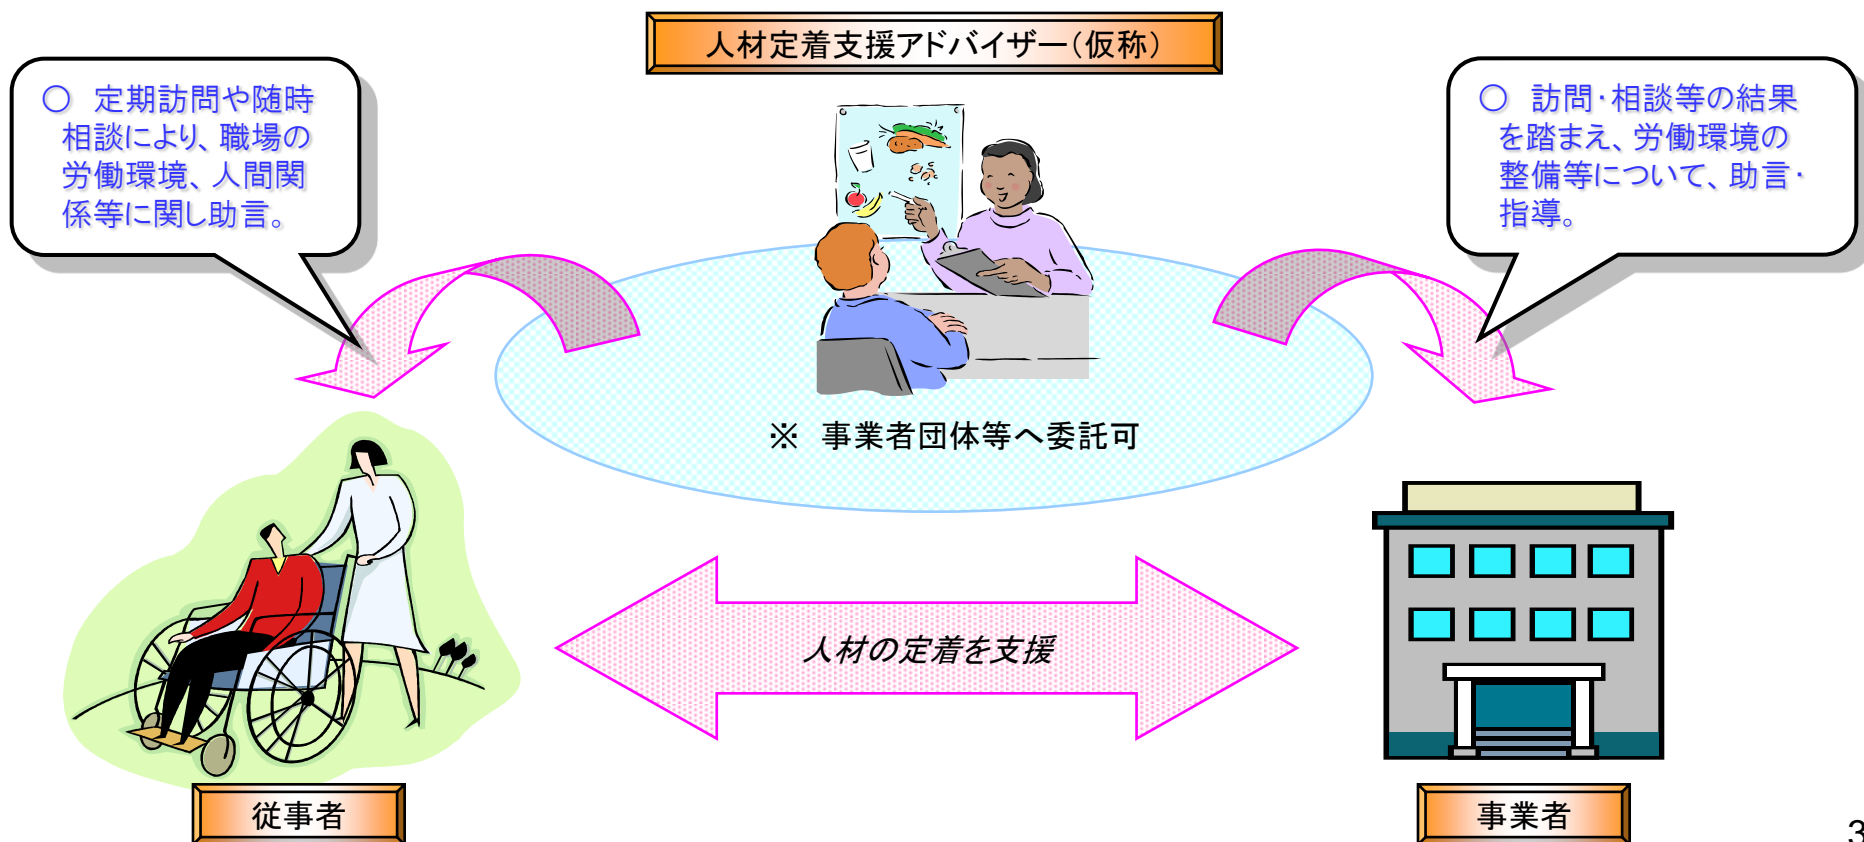 人材定着支援アドバイザー（仮称）
○　定期訪問や随時
相談により、職場の
労働環境、人間関
係等に関し助言。
○　訪問・相談等の結果
を踏まえ、労働環境の
整備等について、助言・
指導。
※　事業者団体等へ委託可
人材の定着を支援
従事者
事業者
3